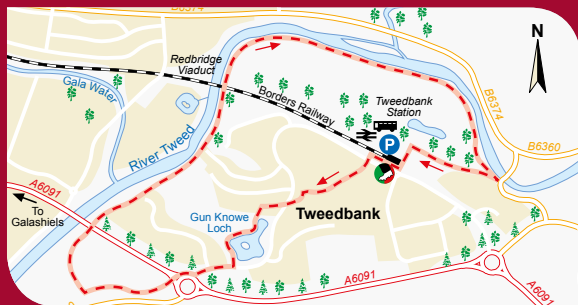 B6374
N
Redbridge
Viaduct
Gala Water
Borders Railway
Tweedbank
Station
B6374
P
B6360
River Tweed
A6091
To
Galashiels
Gun Knowe
Loch
Tweedbank
A6091
A6091